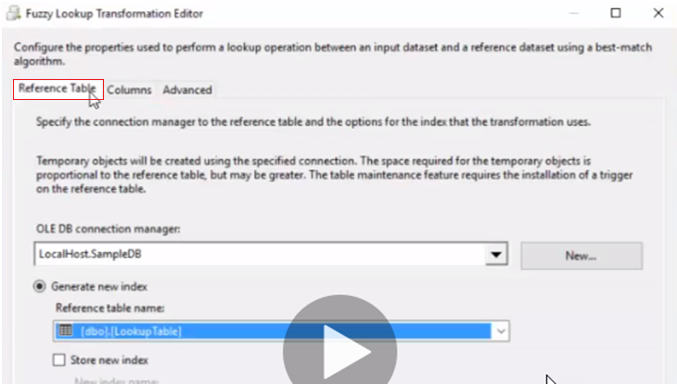 Fuzzy Lookup Transformation Editor
Configure the properties used to perform a lookup operation between an input dataset and a reference dataset using a best-match
algorithm.
Reference Table Columns Advanced
Specify the connection manager to the reference table and the options for the index that the transformation uses.
Temporary objects will be created using the specified connection. The space required for the temporary objects is
proportional to the reference table, but may be greater. The table maintenance feature requires the installation of a trigger
on the reference table.
OLE DB connection manager:
LocalHost.SampleDB New...
Generate new index
Reference table name:
[dbo].[LookupTable]
Store new index
New index name: